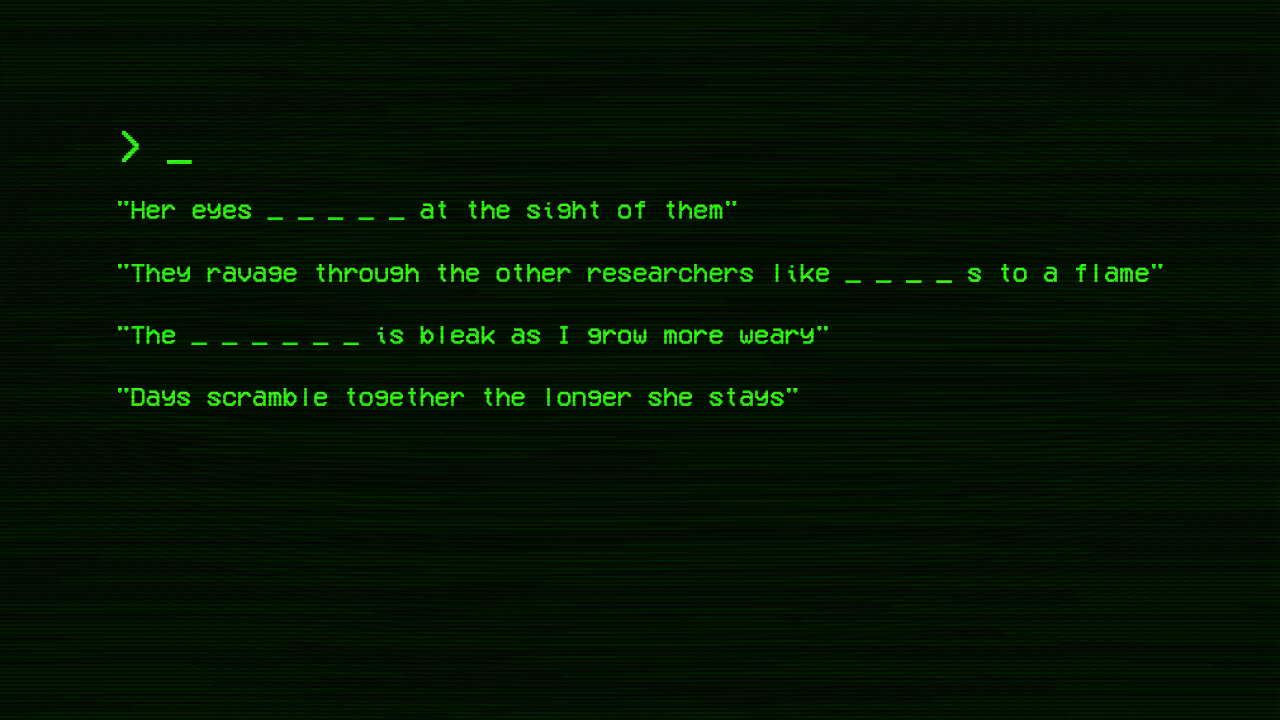 > _
"Her eyes _ _ _ _ _ at the sight of them"
"They ravage through the other researchers like _ _ _ _ s to a flame"
"The _ _ _ _ _ _ is bleak as I grow more weary"
"Days scramble together the longer she stays"